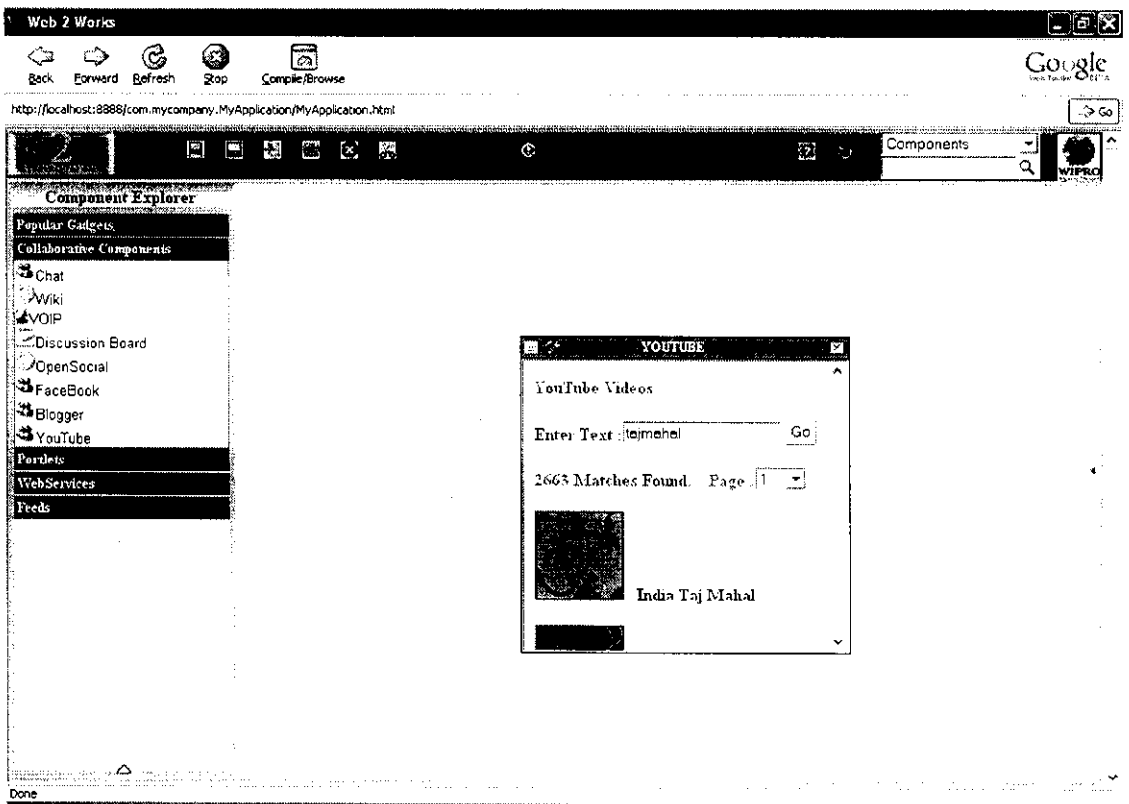 Web 2 Works
Back Forward Refresh Stop Compile/Browse
Google
http://localhost:8888/com.mycompany.MyApplication/MyApplication.html
Go
2
Components
WIPRO
Component Explorer
Popular Gadgets
Collaborative Components
Chat
Wiki
VOIP
Discussion Board
OpenSocial
FaceBook
Blogger
YouTube
Portlets
WebServices
Feeds
YOUTUBE
YouTube Videos
Enter Text : tajmahal Go
2663 Matches Found. Page : 1
India Taj Mahal
Done